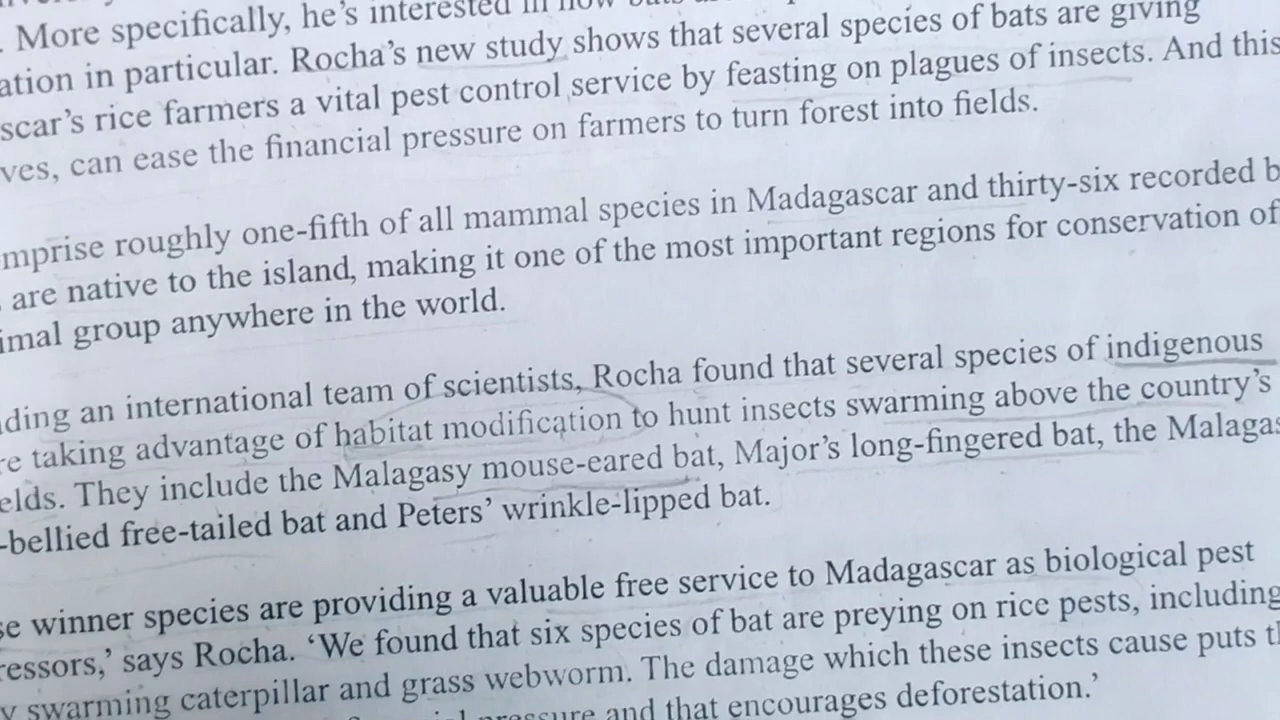 . More specifically, he's interested in how bats
ation in particular. Rocha's new study shows that several species of bats are giving
scar's rice farmers a vital pest control service by feasting on plagues of insects. And this
ves, can ease the financial pressure on farmers to turn forest into fields.
mprise roughly one-fifth of all mammal species in Madagascar and thirty-six recorded b
are native to the island, making it one of the most important regions for conservation of
imal group anywhere in the world.
ding an international team of scientists, Rocha found that several species of indigenous
re taking advantage of habitat modification to hunt insects swarming above the country's
elds. They include the Malagasy mouse-eared bat, Major's long-fingered bat, the Malagas
-bellied free-tailed bat and Peters' wrinkle-lipped bat.
se winner species are providing a valuable free service to Madagascar as biological pest
ressors,' says Rocha. 'We found that six species of bat are preying on rice pests, including
y swarming caterpillar and grass webworm. The damage which these insects cause puts th
pressure and that encourages deforestation.'